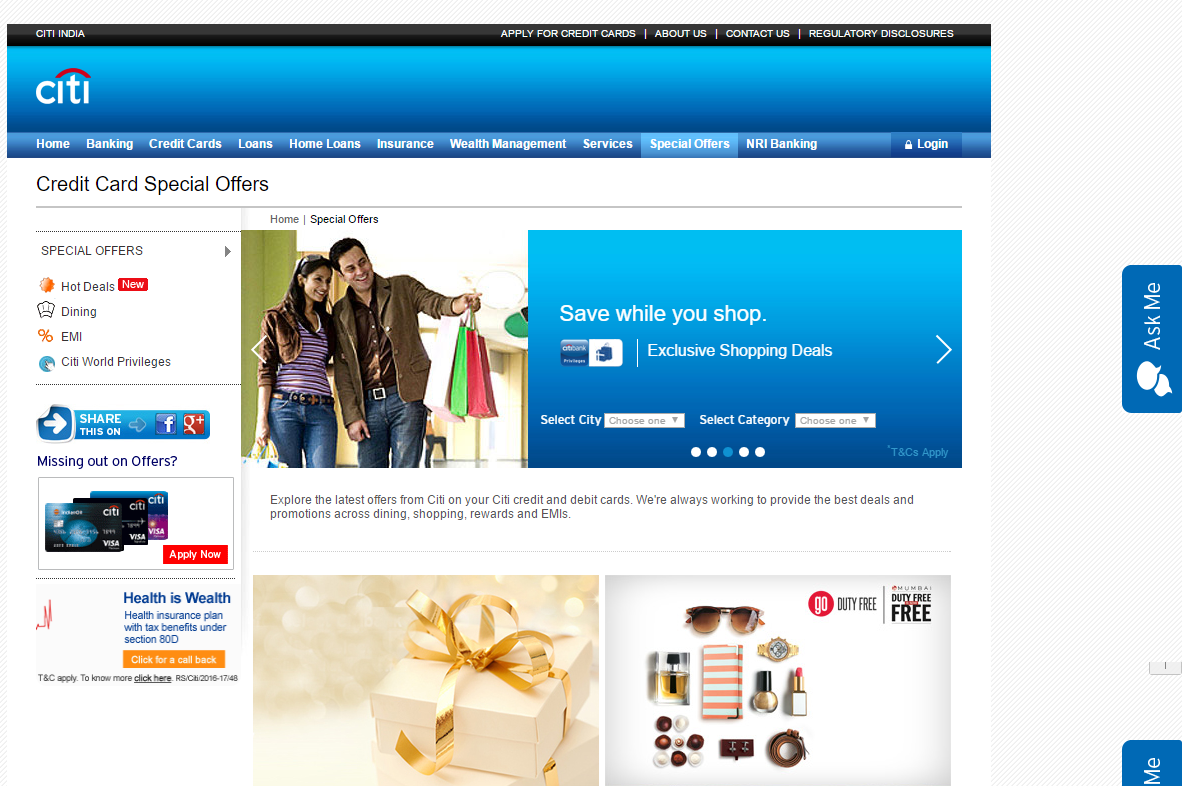 CITI INDIA
APPLY FOR CREDIT CARDS | ABOUT US | CONTACT US | REGULATORY DISCLOSURES
citi
Home Banking Credit Cards Loans Home Loans Insurance Wealth Management Services Special Offers NRI Banking Login
Credit Card Special Offers
Home | Special Offers
SPECIAL OFFERS
Hot Deals New
Dining
EMI
Citi World Privileges
SHARE
THIS ON
f g+
Missing out on Offers?
IndianOil citi citi citi
VISA VISA VISA
Apply Now
Health is Wealth
Health insurance plan
with tax benefits under
section 80D
Click for a call back
T&C apply. To know more click here. RS/Citi/2016-17/48
Save while you shop.
citibank
Privileges
Exclusive Shopping Deals
Select City Choose one ▼ Select Category Choose one ▼
*T&Cs Apply
Explore the latest offers from Citi on your Citi credit and debit cards. We're always working to provide the best deals and
promotions across dining, shopping, rewards and EMIs.
go DUTY FREE
MUMBAI
DUTY FREE
FREE
Ask Me
Me